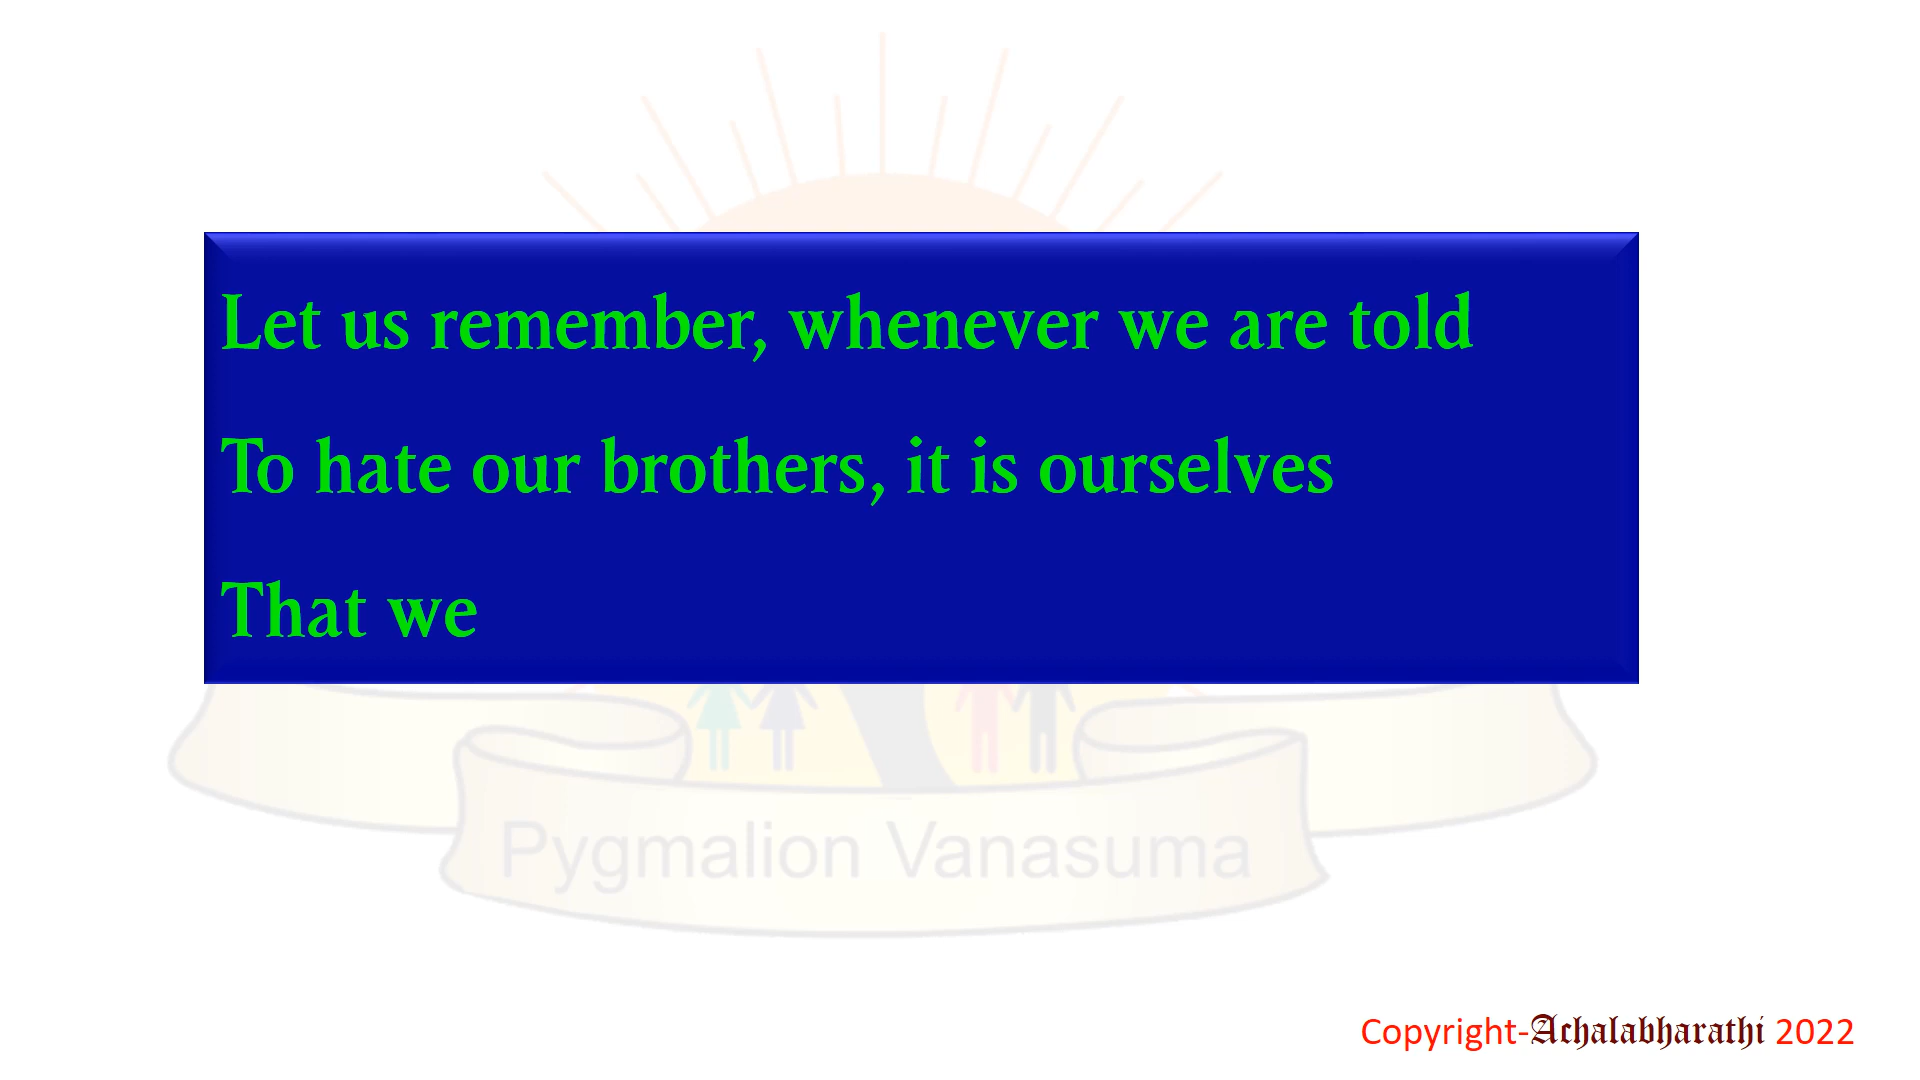 Let us remember, whenever we are told
To hate our brothers, it is ourselves
That we
Pygmalion Vanasuma
Copyright-Achalabharathi 2022